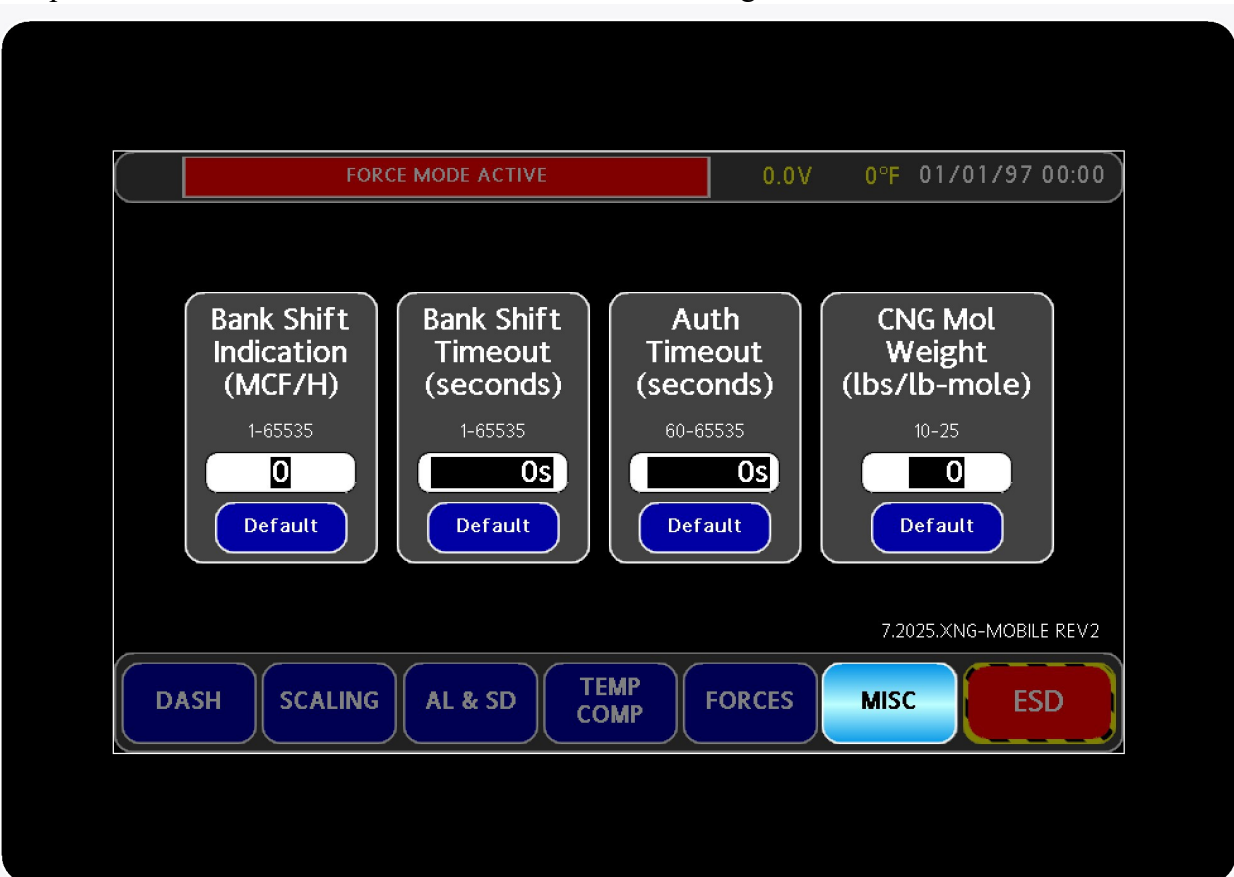 FORCE MODE ACTIVE 0.0V 0°F 01/01/97 00:00
Bank Shift
Indication
(MCF/H)
1-65535
0
Default
Bank Shift
Timeout
(seconds)
1-65535
0s
Default
Auth
Timeout
(seconds)
60-65535
0s
Default
CNG Mol
Weight
(lbs/lb-mole)
10-25
0
Default
7.2025.XNG-MOBILE REV2
DASH
SCALING
AL & SD
TEMP
COMP
FORCES
MISC
ESD